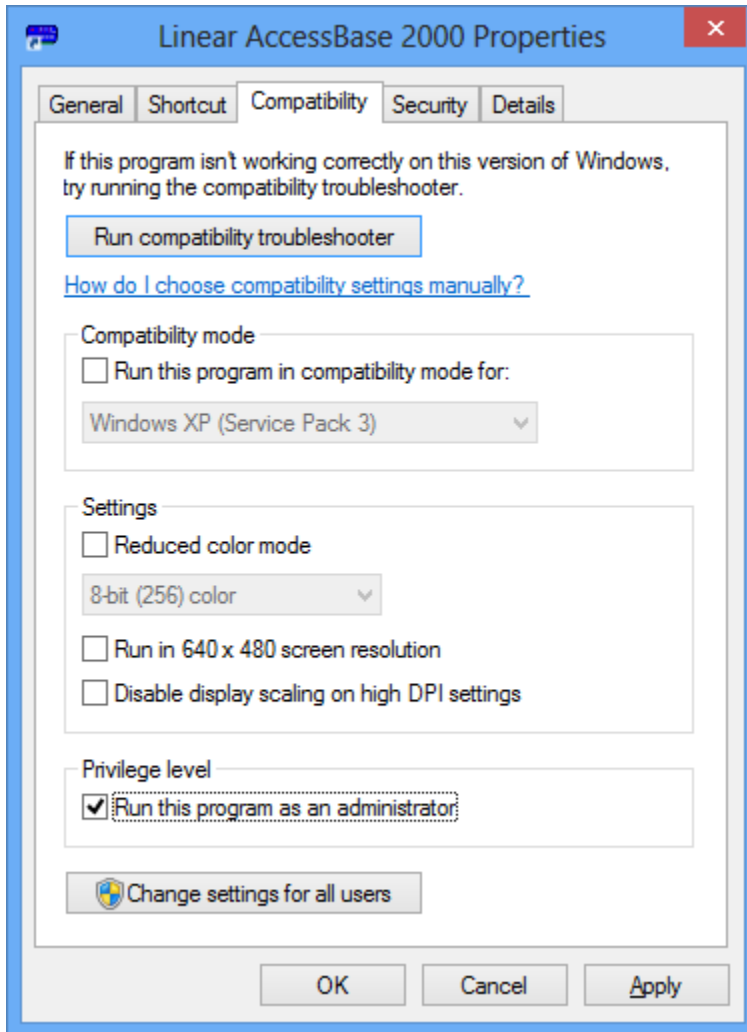 Linear AccessBase 2000 Properties
General Shortcut Compatibility Security Details
If this program isn't working correctly on this version of Windows,
try running the compatibility troubleshooter.
Run compatibility troubleshooter
How do I choose compatibility settings manually?
Compatibility mode
Run this program in compatibility mode for:
Windows XP (Service Pack 3)
Settings
Reduced color mode
8-bit (256) color
Run in 640 x 480 screen resolution
Disable display scaling on high DPI settings
Privilege level
Run this program as an administrator
Change settings for all users
OK Cancel Apply